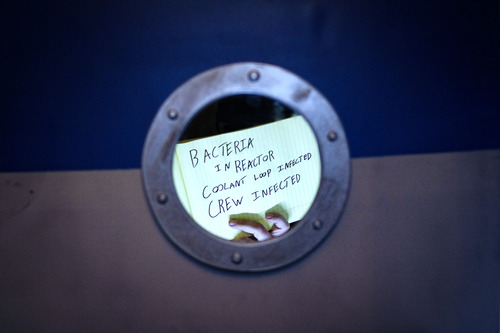 BACTERIA
IN REACTOR
COOLANT LOOP INFECTED
CREW INFECTED